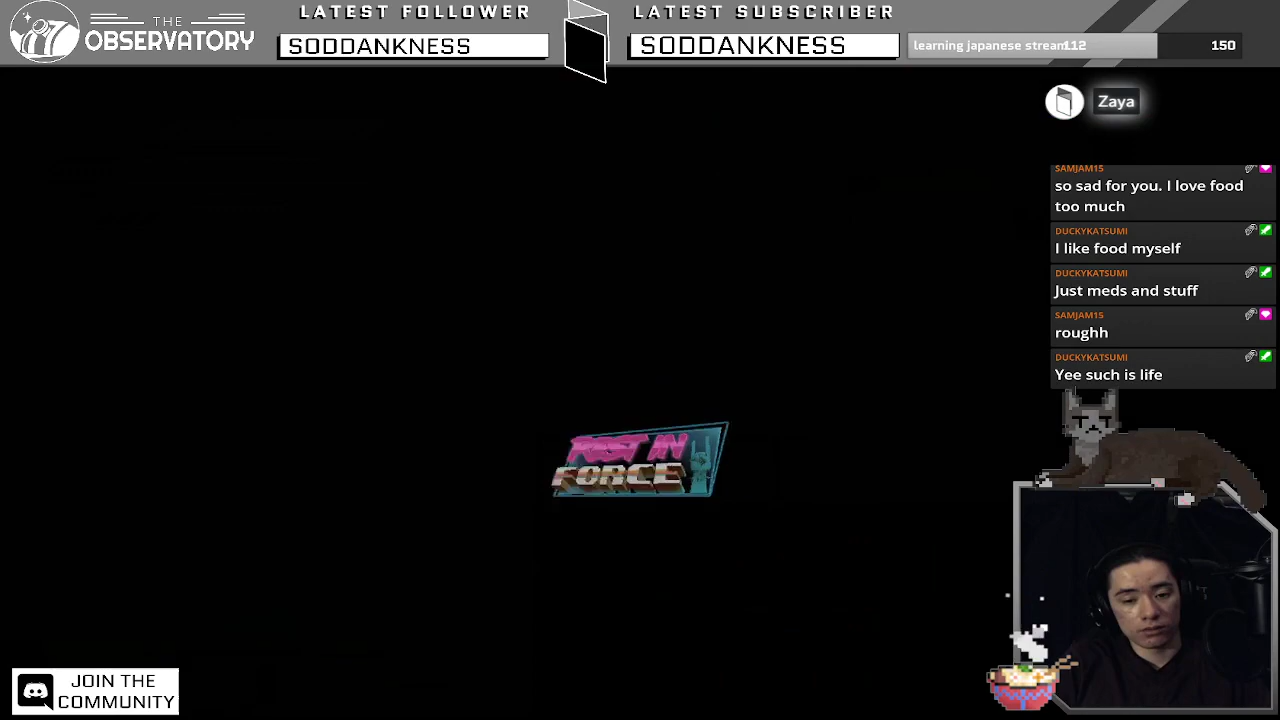 THE
OBSERVATORY
LATEST FOLLOWER
SODDANKNESS
LATEST SUBSCRIBER
SODDANKNESS
learning japanese stream
112
150
Zaya
SAMJAM15
so sad for you. I love food
too much
DUCKYKATSUMI
I like food myself
DUCKYKATSUMI
Just meds and stuff
SAMJAM15
roughh
DUCKYKATSUMI
Yee such is life
IN
FORCE
JOIN THE
COMMUNITY